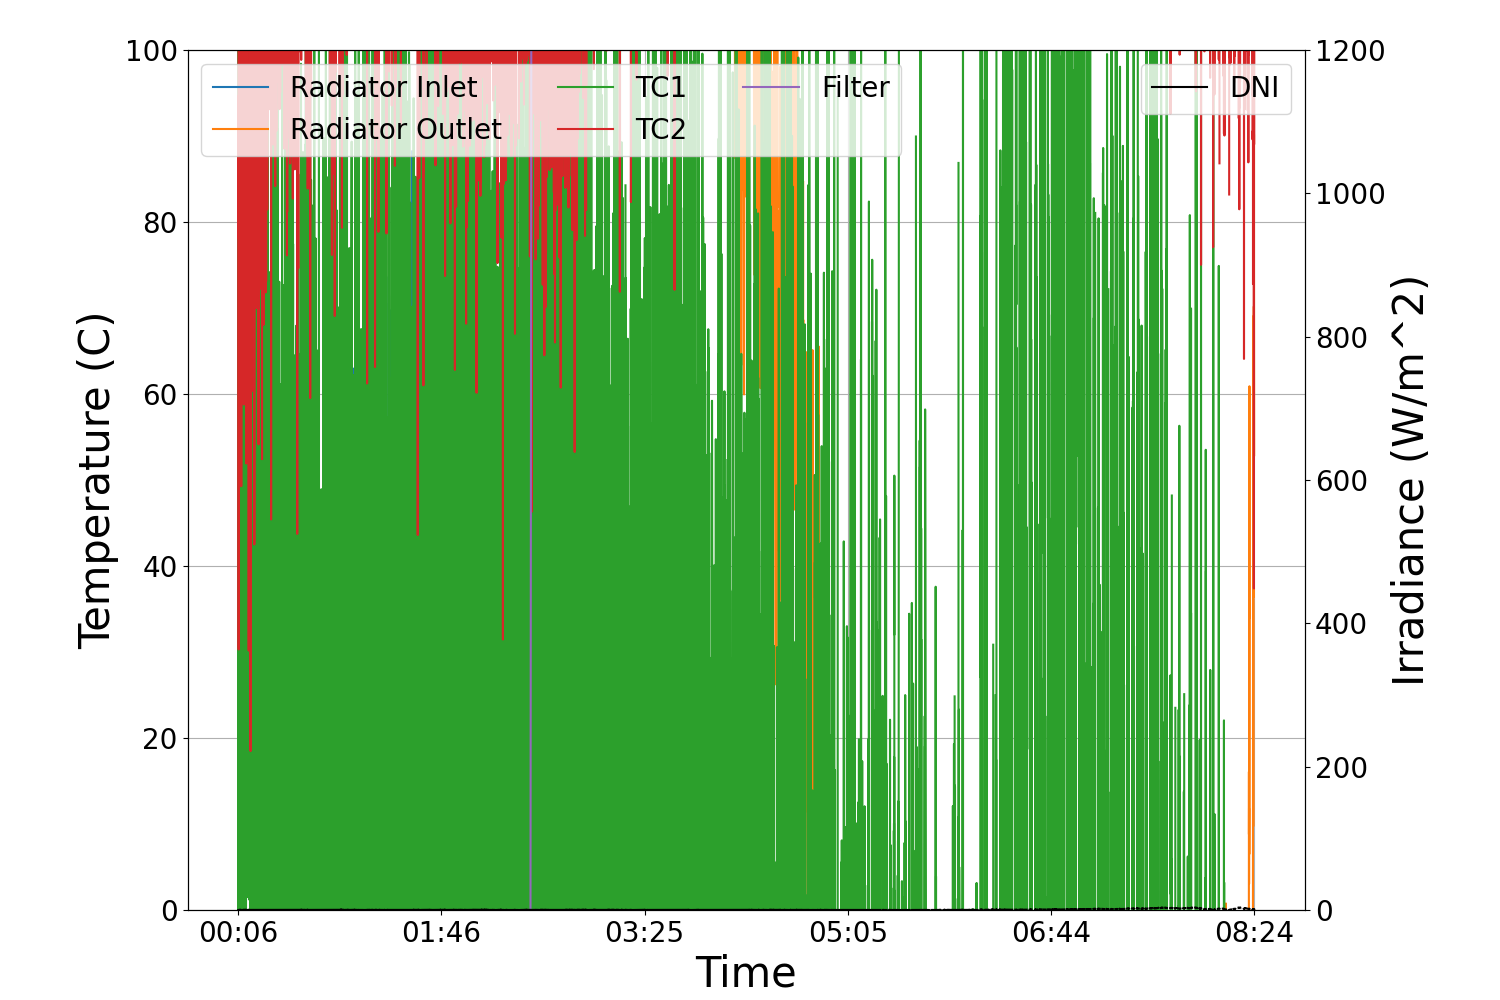 100
80
60
40
20
0
Temperature (C)
Radiator Inlet
Radiator Outlet
TC1
TC2
Filter
DNI
1200
1000
800
600
400
200
0
Irradiance (W/m^2)
00:06 01:46 03:25 05:05 06:44 08:24
Time